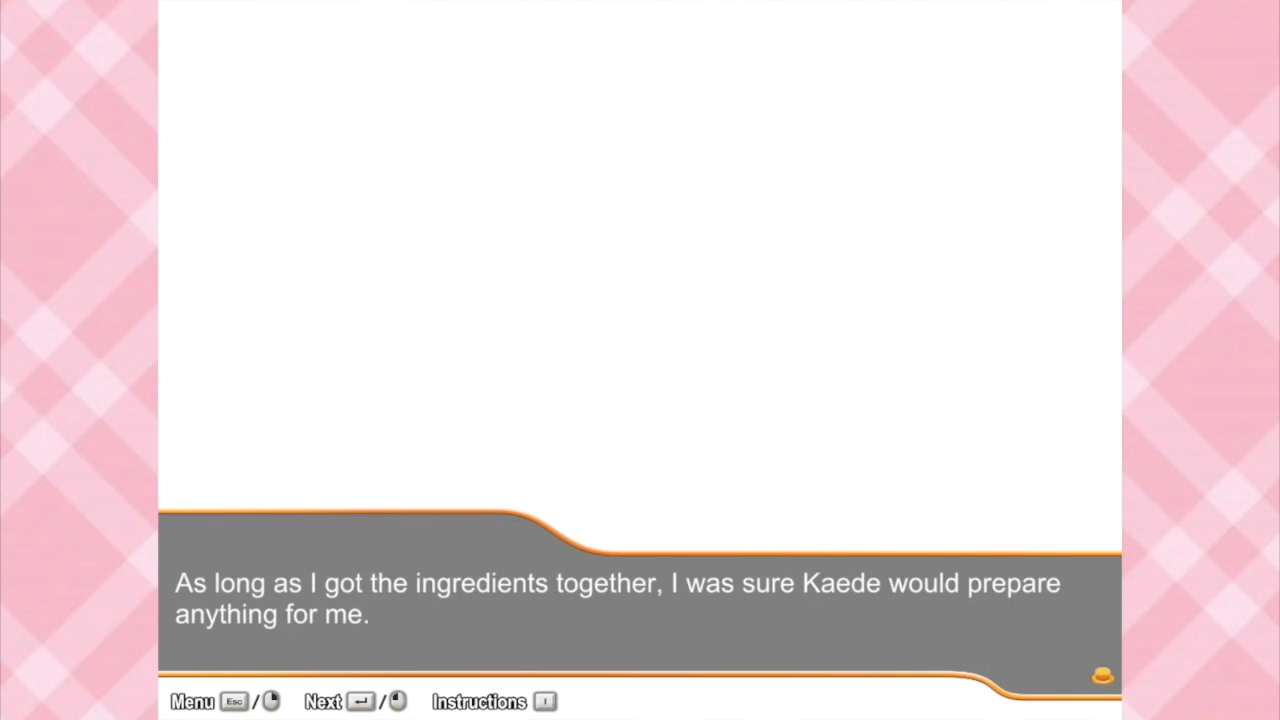 As long as I got the ingredients together, I was sure Kaede would prepare
anything for me.
Menu Esc / Next / Instructions I